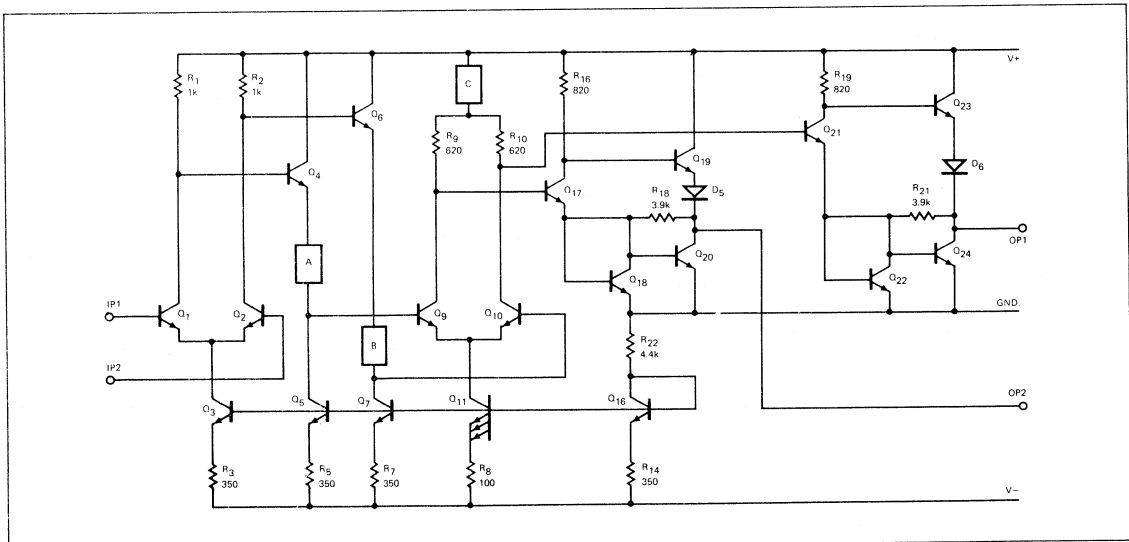 R1
1k
R2
1k
C
R16
820
R19
820
V+
Q6
Q23
Q4
R9
620
R10
620
Q21
Q19
D6
Q17
R18
3.9k
D5
R21
3.9k
A
OP1
Q20
Q24
Q18
Q22
IP1
Q1
Q2
Q9
Q10
GND.
B
R22
4.4k
IP2
Q3
Q5
Q7
Q11
Q16
OP2
R3
350
R5
350
R7
350
R8
100
R14
350
V−